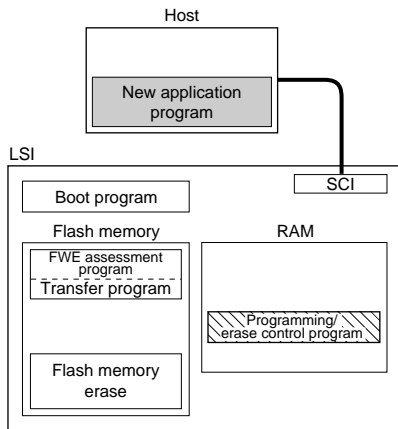 Host
New application
program
LSI
SCI
Boot program
Flash memory
RAM
FWE assessment
program
Transfer program
Programming/
erase control program
Flash memory
erase